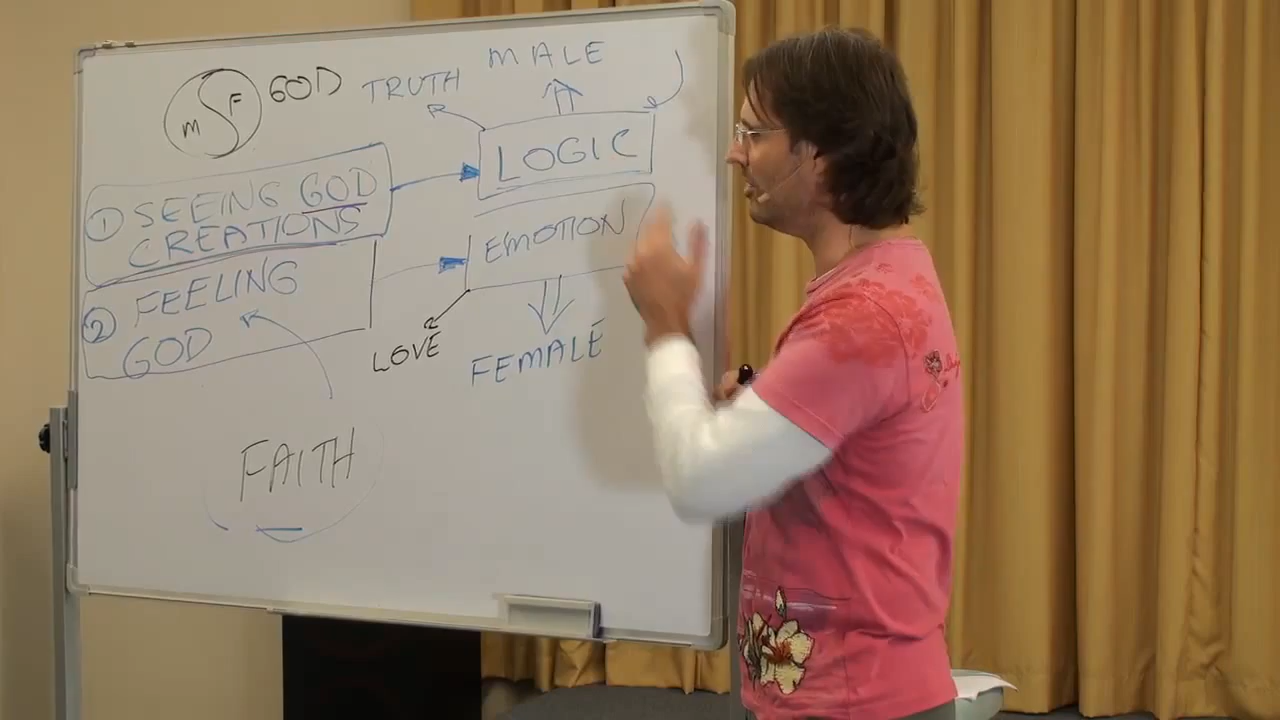 MALE
TRUTH
M F GOD
LOGIC
1 SEEING GOD
CREATIONS
EMOTION
2 FEELING
GOD
LOVE
FEMALE
FAITH